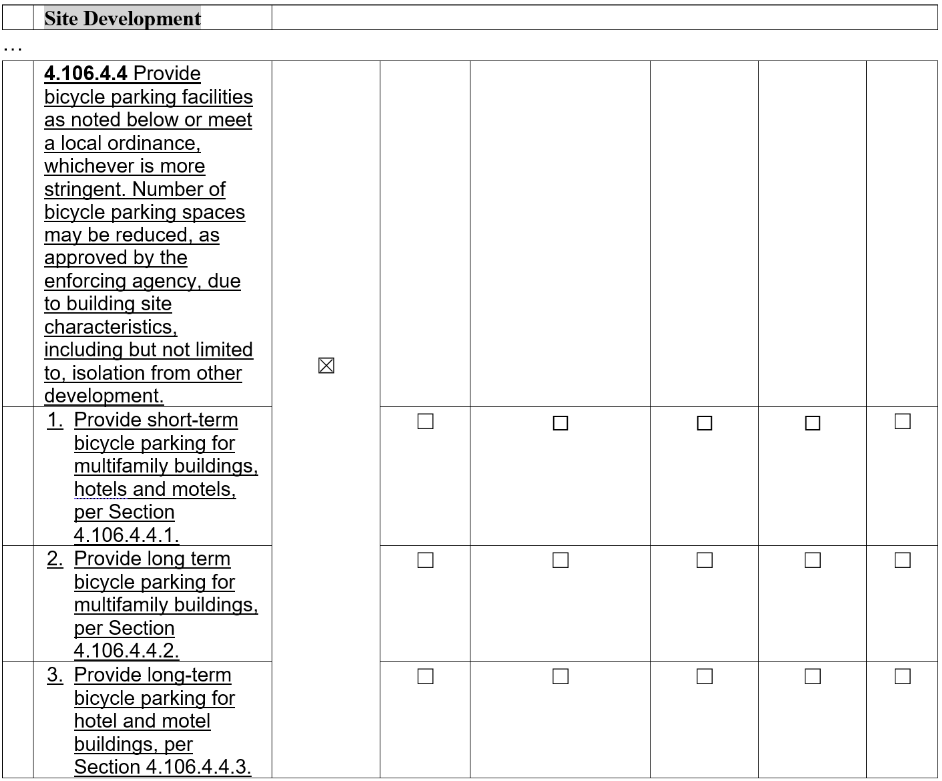 Site Development
...
4.106.4.4 Provide
bicycle parking facilities
as noted below or meet
a local ordinance,
whichever is more
stringent. Number of
bicycle parking spaces
may be reduced, as
approved by the
enforcing agency, due
to building site
characteristics,
including but not limited
to, isolation from other
development.
☒
1. Provide short-term
bicycle parking for
multifamily buildings,
hotels and motels,
per Section
4.106.4.4.1.
☐ ☐ ☐ ☐ ☐
2. Provide long term
bicycle parking for
multifamily buildings,
per Section
4.106.4.4.2.
☐ ☐ ☐ ☐ ☐
3. Provide long-term
bicycle parking for
hotel and motel
buildings, per
Section 4.106.4.4.3.
☐ ☐ ☐ ☐ ☐